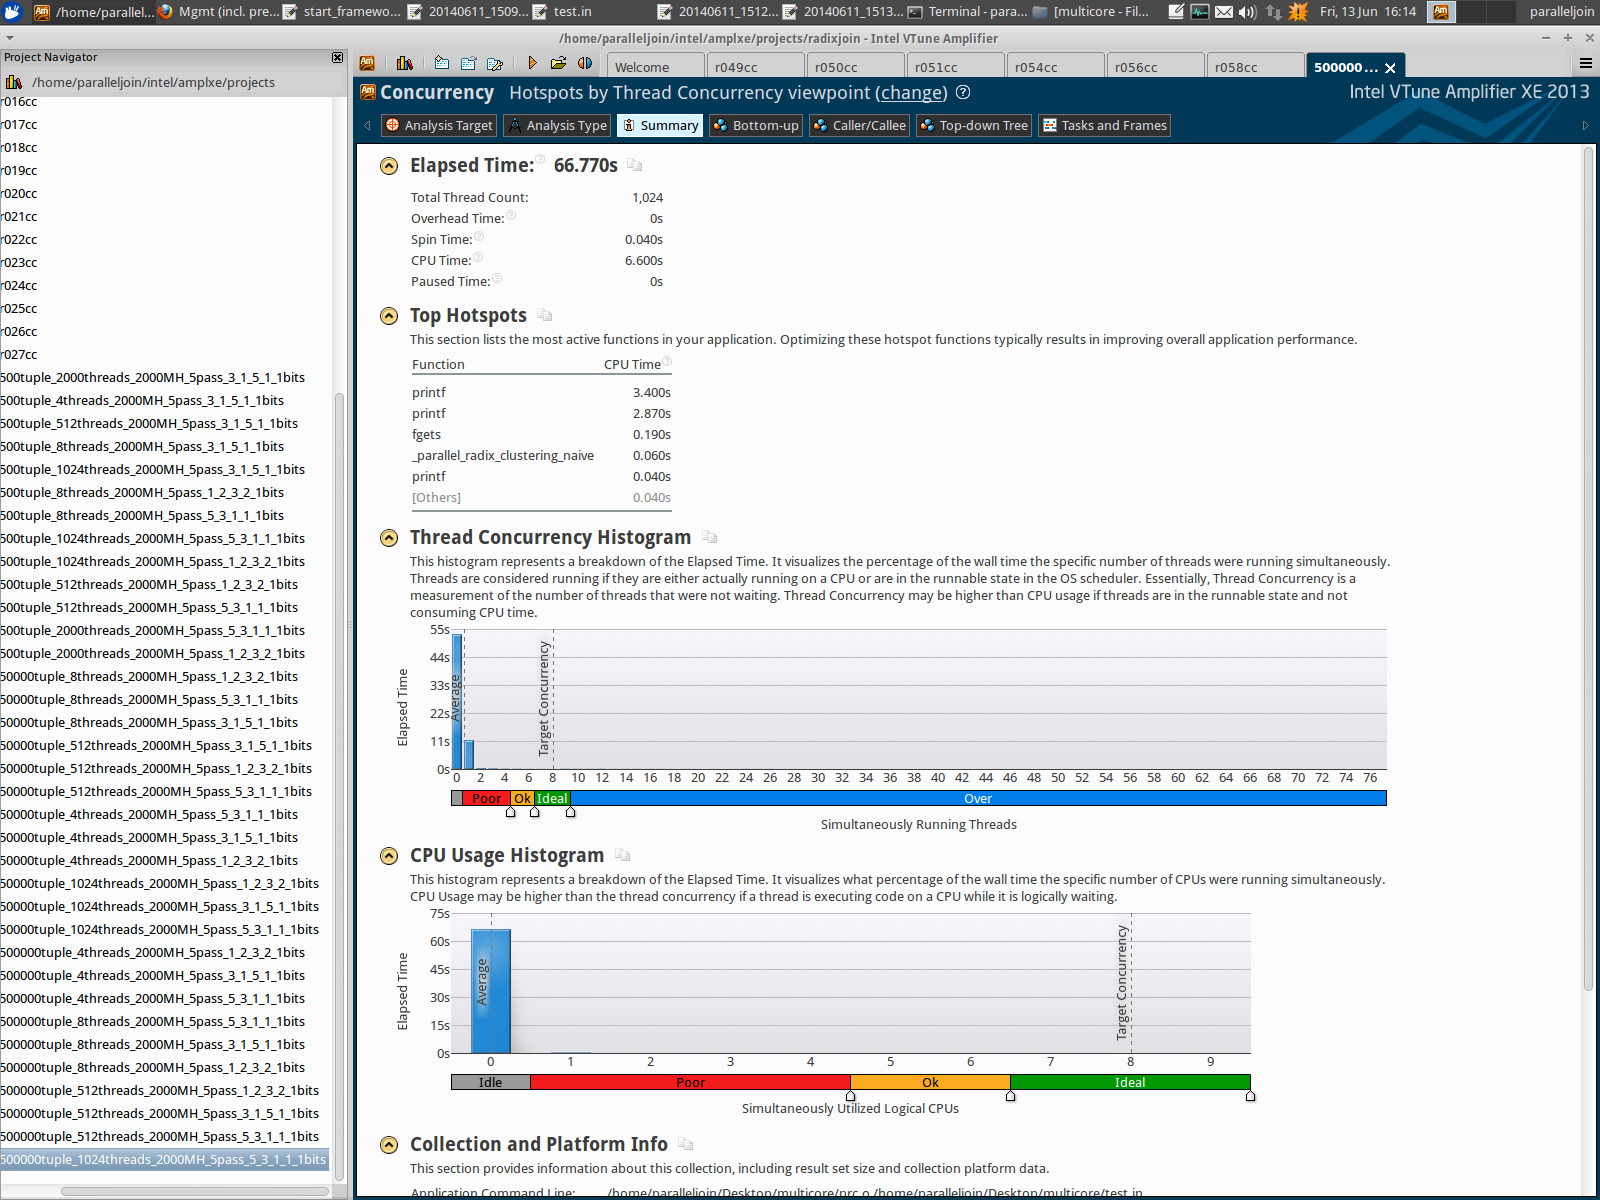 /home/parallel...
Mgmt (incl. pre...
start_framewo...
20140611_1509...
test.in
20140611_1512...
20140611_1513...
Terminal - para...
[multicore - Fil...
Fri, 13 Jun 16:14
paralleljoin
/home/paralleljoin/intel/amplxe/projects/radixjoin - Intel VTune Amplifier
Project Navigator
/home/paralleljoin/intel/amplxe/projects
r016cc
r017cc
r018cc
r019cc
r020cc
r021cc
r022cc
r023cc
r024cc
r025cc
r026cc
r027cc
500tuple_2000threads_2000MH_5pass_3_1_5_1_1bits
500tuple_4threads_2000MH_5pass_3_1_5_1_1bits
500tuple_512threads_2000MH_5pass_3_1_5_1_1bits
500tuple_8threads_2000MH_5pass_3_1_5_1_1bits
500tuple_1024threads_2000MH_5pass_3_1_5_1_1bits
500tuple_8threads_2000MH_5pass_1_2_3_2_1bits
500tuple_8threads_2000MH_5pass_5_3_1_1_1bits
500tuple_1024threads_2000MH_5pass_5_3_1_1_1bits
500tuple_1024threads_2000MH_5pass_1_2_3_2_1bits
500tuple_512threads_2000MH_5pass_1_2_3_2_1bits
500tuple_512threads_2000MH_5pass_5_3_1_1_1bits
500tuple_2000threads_2000MH_5pass_5_3_1_1_1bits
500tuple_2000threads_2000MH_5pass_1_2_3_2_1bits
50000tuple_8threads_2000MH_5pass_1_2_3_2_1bits
50000tuple_8threads_2000MH_5pass_5_3_1_1_1bits
50000tuple_8threads_2000MH_5pass_3_1_5_1_1bits
50000tuple_512threads_2000MH_5pass_3_1_5_1_1bits
50000tuple_512threads_2000MH_5pass_1_2_3_2_1bits
50000tuple_512threads_2000MH_5pass_5_3_1_1_1bits
50000tuple_4threads_2000MH_5pass_5_3_1_1_1bits
50000tuple_4threads_2000MH_5pass_3_1_5_1_1bits
50000tuple_4threads_2000MH_5pass_1_2_3_2_1bits
50000tuple_1024threads_2000MH_5pass_1_2_3_2_1bits
50000tuple_1024threads_2000MH_5pass_3_1_5_1_1bits
50000tuple_1024threads_2000MH_5pass_5_3_1_1_1bits
500000tuple_4threads_2000MH_5pass_1_2_3_2_1bits
500000tuple_4threads_2000MH_5pass_3_1_5_1_1bits
500000tuple_4threads_2000MH_5pass_5_3_1_1_1bits
500000tuple_8threads_2000MH_5pass_5_3_1_1_1bits
500000tuple_8threads_2000MH_5pass_3_1_5_1_1bits
500000tuple_8threads_2000MH_5pass_1_2_3_2_1bits
500000tuple_512threads_2000MH_5pass_1_2_3_2_1bits
500000tuple_512threads_2000MH_5pass_3_1_5_1_1bits
500000tuple_512threads_2000MH_5pass_5_3_1_1_1bits
500000tuple_1024threads_2000MH_5pass_5_3_1_1_1bits
Welcome
r049cc
r050cc
r051cc
r054cc
r056cc
r058cc
500000...
Concurrency Hotspots by Thread Concurrency viewpoint (change)
Intel VTune Amplifier XE 2013
Analysis Target
Analysis Type
Summary
Bottom-up
Caller/Callee
Top-down Tree
Tasks and Frames
Elapsed Time: 66.770s
Total Thread Count: 1,024
Overhead Time: 0s
Spin Time: 0.040s
CPU Time: 6.600s
Paused Time: 0s
Top Hotspots
This section lists the most active functions in your application. Optimizing these hotspot functions typically results in improving overall application performance.
Function CPU Time
printf 3.400s
printf 2.870s
fgets 0.190s
_parallel_radix_clustering_naive 0.060s
printf 0.040s
[Others] 0.040s
Thread Concurrency Histogram
This histogram represents a breakdown of the Elapsed Time. It visualizes the percentage of the wall time the specific number of threads were running simultaneously.
Threads are considered running if they are either actually running on a CPU or are in the runnable state in the OS scheduler. Essentially, Thread Concurrency is a
measurement of the number of threads that were not waiting. Thread Concurrency may be higher than CPU usage if threads are in the runnable state and not
consuming CPU time.
55s
44s
33s
22s
11s
0s
Elapsed Time
Average
Target Concurrency
0 2 4 6 8 10 12 14 16 18 20 22 24 26 28 30 32 34 36 38 40 42 44 46 48 50 52 54 56 58 60 62 64 66 68 70 72 74 76
Poor Ok Ideal Over
Simultaneously Running Threads
CPU Usage Histogram
This histogram represents a breakdown of the Elapsed Time. It visualizes what percentage of the wall time the specific number of CPUs were running simultaneously.
CPU Usage may be higher than the thread concurrency if a thread is executing code on a CPU while it is logically waiting.
75s
60s
45s
30s
15s
0s
Elapsed Time
Average
Target Concurrency
0 1 2 3 4 5 6 7 8 9
Idle Poor Ok Ideal
Simultaneously Utilized Logical CPUs
Collection and Platform Info
This section provides information about this collection, including result set size and collection platform data.
Application Command Line: /home/paralleljoin/Desktop/multicore/prc.o /home/paralleljoin/Desktop/multicore/test.in